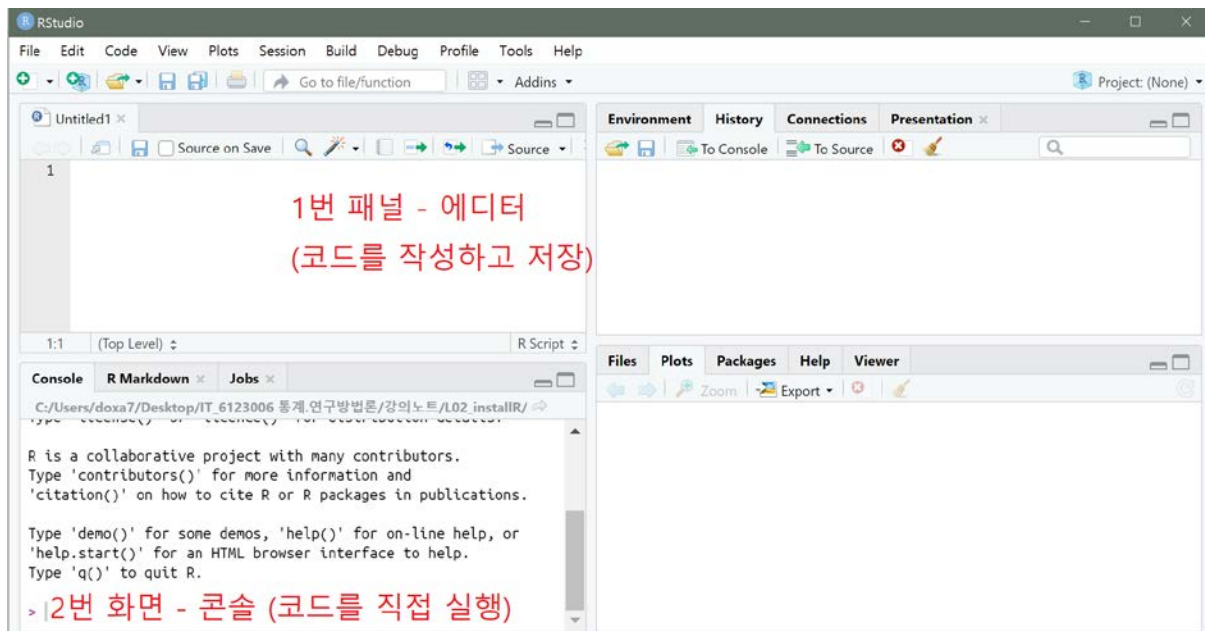 RStudio
File Edit Code View Plots Session Build Debug Profile Tools Help
Go to file/function Addins Project: (None)
Untitled1
Source on Save Source
1
1번 패널 - 에디터
(코드를 작성하고 저장)
1:1 (Top Level) R Script
Environment History Connections Presentation
To Console To Source
Files Plots Packages Help Viewer
Zoom Export
Console R Markdown Jobs
C:/Users/doxa7/Desktop/IT_6123006 통계.연구방법론/강의노트/L02_installR/
R is a collaborative project with many contributors.
Type 'contributors()' for more information and
'citation()' on how to cite R or R packages in publications.
Type 'demo()' for some demos, 'help()' for on-line help, or
'help.start()' for an HTML browser interface to help.
Type 'q()' to quit R.
> 2번 화면 - 콘솔 (코드를 직접 실행)